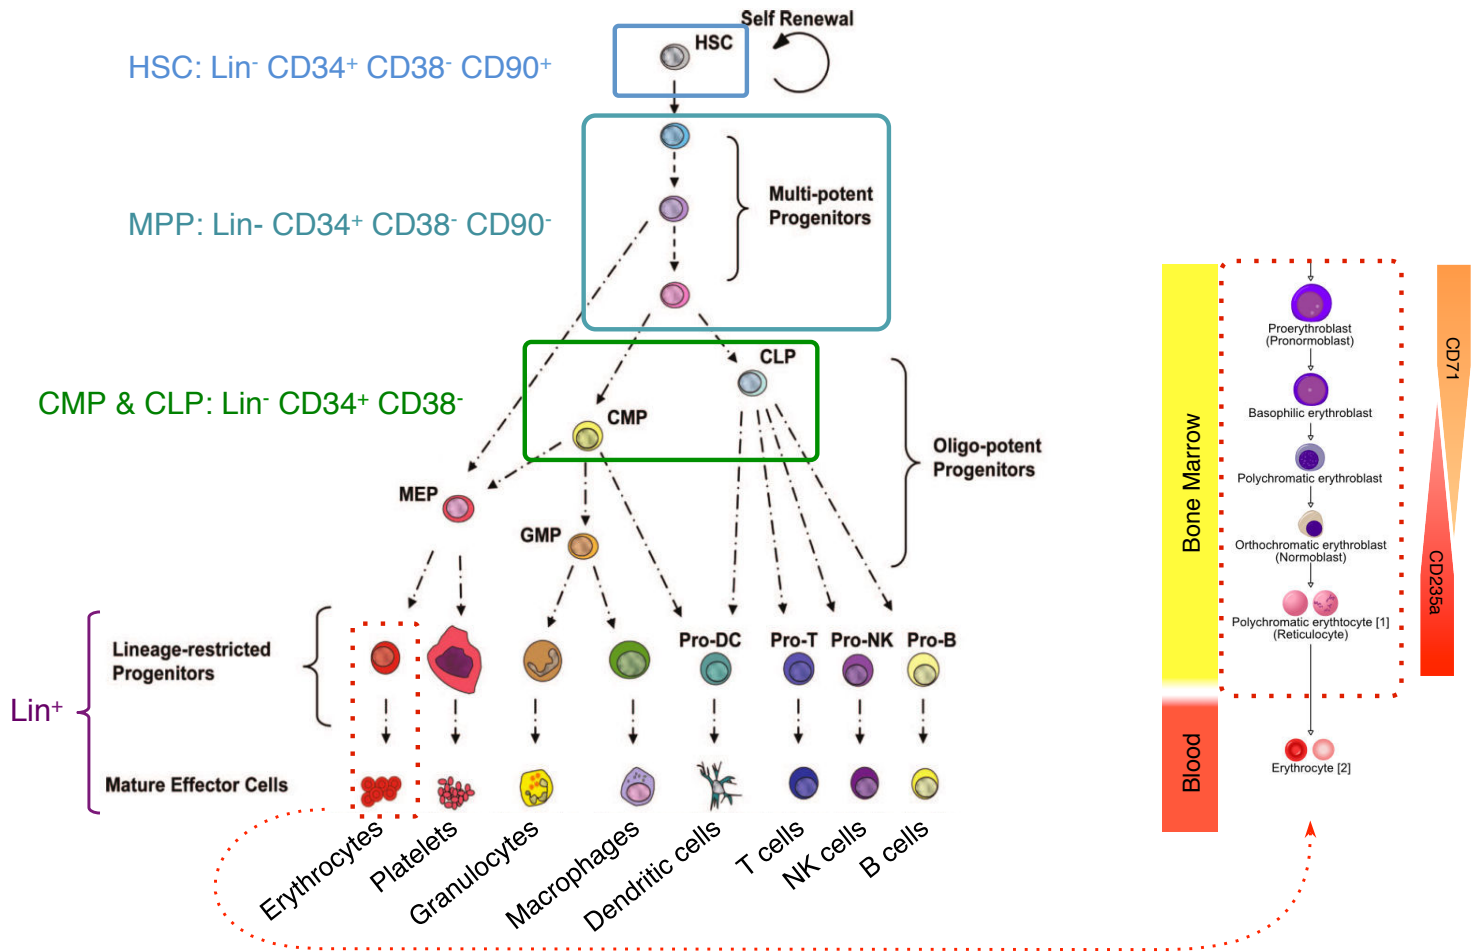 Self Renewal
HSC
HSC: Lin⁻ CD34⁺ CD38⁻ CD90⁺
Multi-potent
Progenitors
MPP: Lin- CD34⁺ CD38⁻ CD90⁻
CLP
CMP & CLP: Lin⁻ CD34⁺ CD38⁻
CMP
Oligo-potent
Progenitors
MEP
GMP
Lineage-restricted
Progenitors
Pro-DC
Pro-T
Pro-NK
Pro-B
Lin⁺
Mature Effector Cells
Erythrocytes
Platelets
Granulocytes
Macrophages
Dendritic cells
T cells
NK cells
B cells
Bone Marrow
Blood
Proerythroblast
(Pronormoblast)
Basophilic erythroblast
Polychromatic erythroblast
Orthochromatic erythroblast
(Normoblast)
Polychromatic erythtocyte [1]
(Reticulocyte)
Erythrocyte [2]
CD71
CD235a